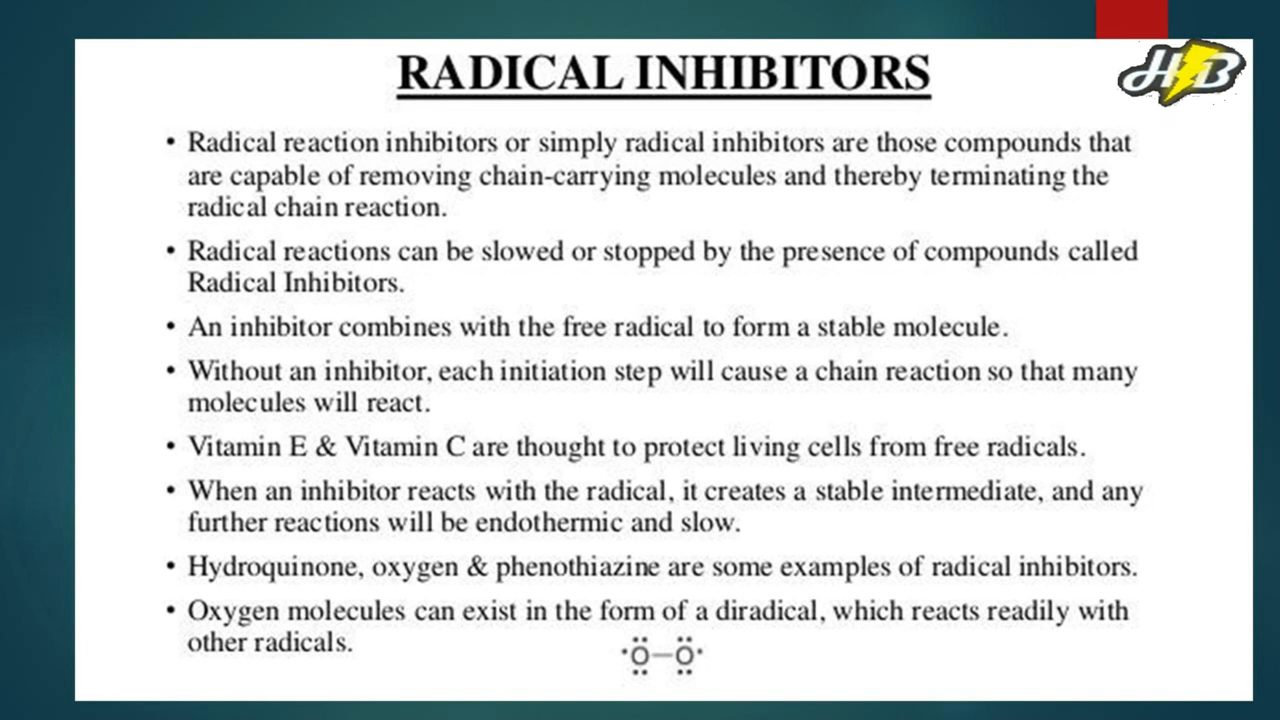 RADICAL INHIBITORS
HB
• Radical reaction inhibitors or simply radical inhibitors are those compounds that
are capable of removing chain-carrying molecules and thereby terminating the
radical chain reaction.
• Radical reactions can be slowed or stopped by the presence of compounds called
Radical Inhibitors.
• An inhibitor combines with the free radical to form a stable molecule.
• Without an inhibitor, each initiation step will cause a chain reaction so that many
molecules will react.
• Vitamin E & Vitamin C are thought to protect living cells from free radicals.
• When an inhibitor reacts with the radical, it creates a stable intermediate, and any
further reactions will be endothermic and slow.
• Hydroquinone, oxygen & phenothiazine are some examples of radical inhibitors.
• Oxygen molecules can exist in the form of a diradical, which reacts readily with
other radicals.
·Ö—Ö·